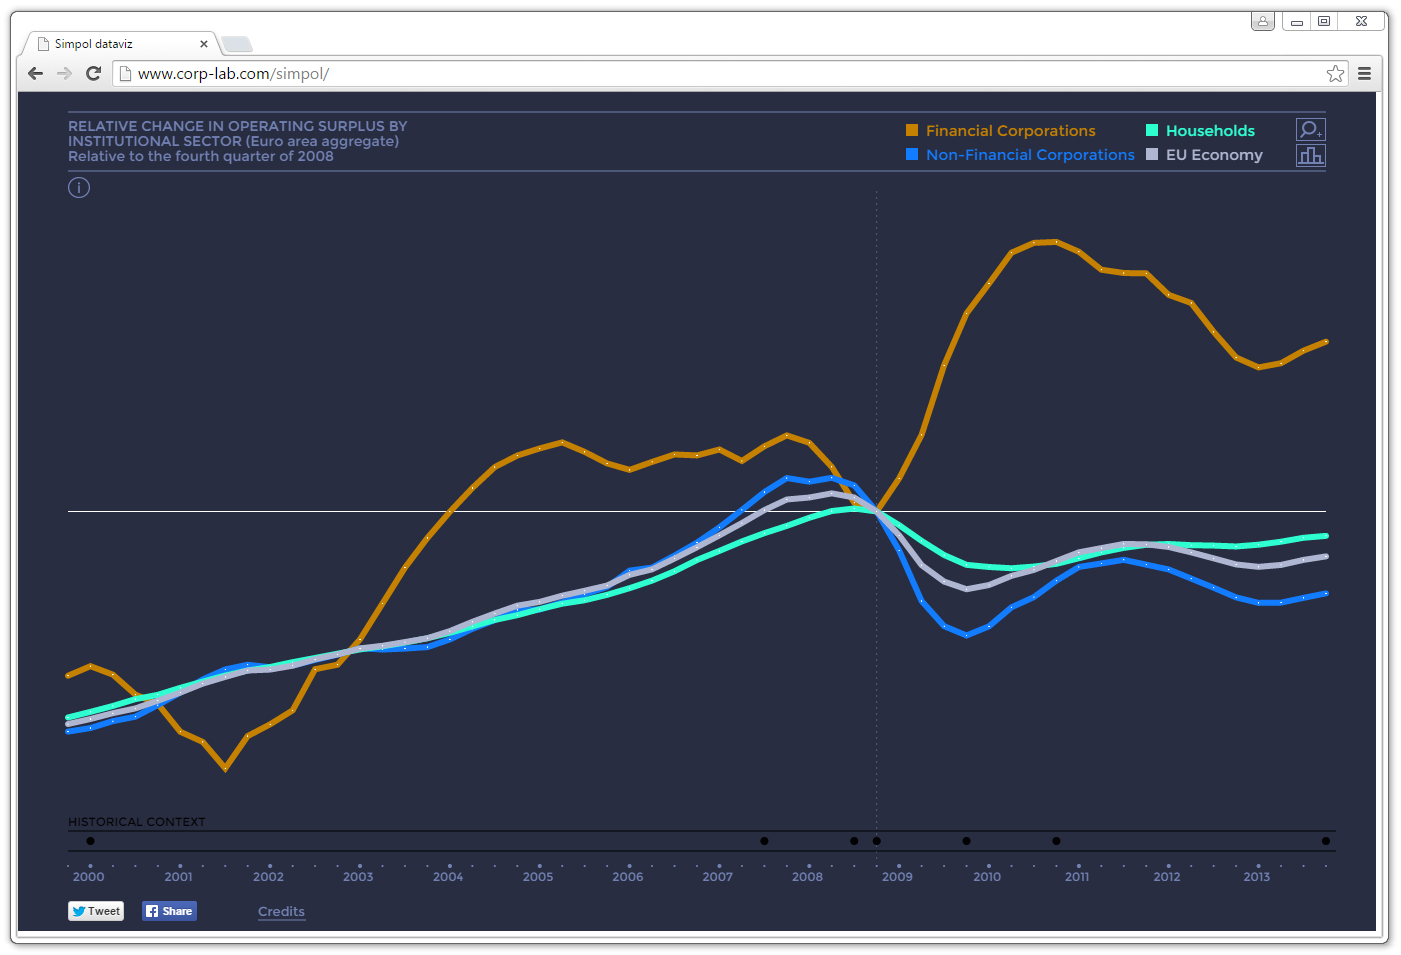 Simpol dataviz
www.corp-lab.com/simpol/
RELATIVE CHANGE IN OPERATING SURPLUS BY
INSTITUTIONAL SECTOR (Euro area aggregate)
Relative to the fourth quarter of 2008
Financial Corporations
Households
Non-Financial Corporations
EU Economy
i
HISTORICAL CONTEXT
2000 2001 2002 2003 2004 2005 2006 2007 2008 2009 2010 2011 2012 2013
Tweet
Share
Credits